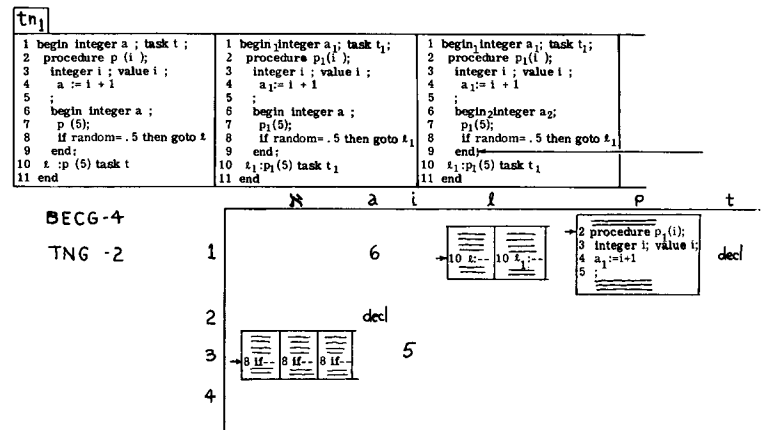 tn₁
1 begin integer a ; task t ;
2 procedure p (i );
3 integer i ; value i ;
4 a := i + 1
5 ;
6 begin integer a ;
7 p (5);
8 if random= . 5 then goto ℓ
9 end;
10 ℓ :p (5) task t
11 end
1 begin₁integer a₁; task t₁;
2 procedure p₁(i );
3 integer i ; value i ;
4 a₁:= i + 1
5 ;
6 begin integer a ;
7 p₁(5);
8 if random= . 5 then goto ℓ₁
9 end;
10 ℓ₁:p₁(5) task t₁
11 end
1 begin₁integer a₁; task t₁;
2 procedure p₁(i );
3 integer i ; value i ;
4 a₁:= i + 1
5 ;
6 begin₂integer a₂;
7 p₁(5);
8 if random= . 5 then goto ℓ₁
9 end;
10 ℓ₁:p₁(5) task t₁
11 end
א a i ℓ p t
BECG-4
TNG -2
1 6 10 ℓ:-- 10 ℓ₁:-- decl
2 procedure p₁(i);
3 integer i; value i;
4 a₁:=i+1
5 ;
2 decl
3 8 if-- 8 if-- 8 if-- 5
4